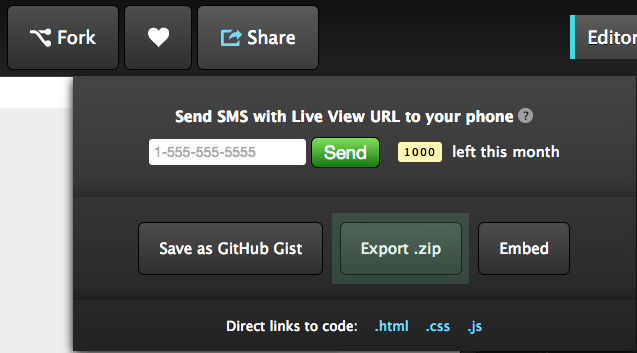 Fork Share Editor
Send SMS with Live View URL to your phone ?
1-555-555-5555 Send 1000 left this month
Save as GitHub Gist Export .zip Embed
Direct links to code: .html .css .js